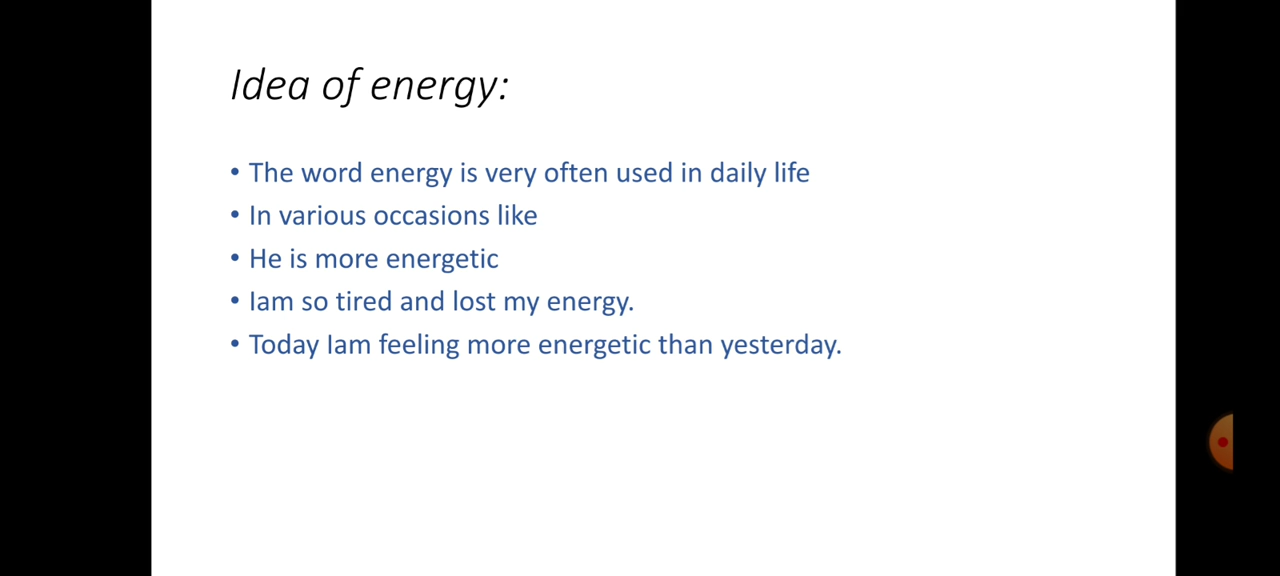 Idea of energy:
• The word energy is very often used in daily life
• In various occasions like
• He is more energetic
• Iam so tired and lost my energy.
• Today Iam feeling more energetic than yesterday.